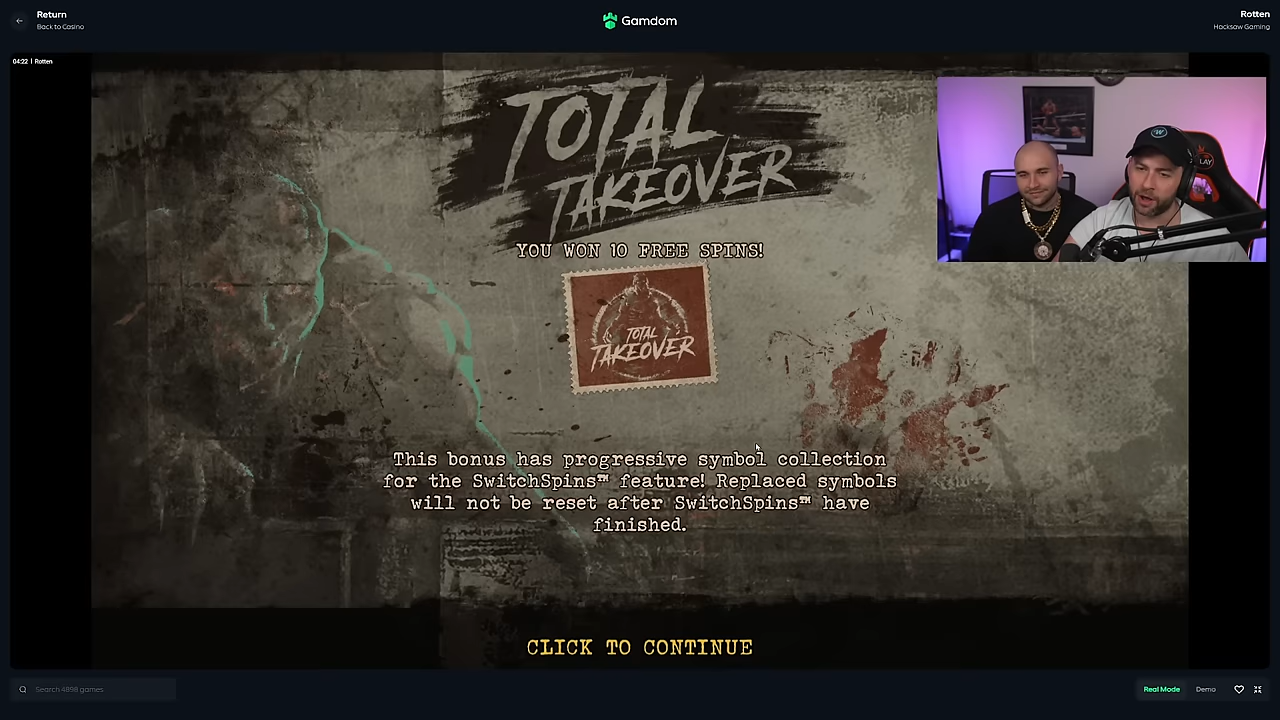 Return
Back to Casino
Gamdom
Rotten
Hacksaw Gaming
04:22 | Rotten
TOTAL
TAKEOVER
YOU WON 10 FREE SPINS!
TOTAL
TAKEOVER
LAY
This bonus has progressive symbol collection
for the SwitchSpins™ feature! Replaced symbols
will not be reset after SwitchSpins™ have
finished.
CLICK TO CONTINUE
Search 4898 games
Real Mode
Demo